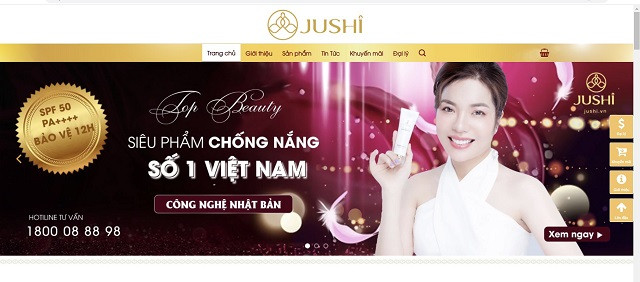 JUSHÎ
Trang chủ Giới thiệu Sản phẩm Tin Tức Khuyến mãi Đại lý
SPF 50
PA++++
BẢO VỆ 12H
Top Beauty
SIÊU PHẨM CHỐNG NẮNG
SỐ 1 VIỆT NAM
CÔNG NGHỆ NHẬT BẢN
HOTLINE TƯ VẤN
1800 08 88 98
JUSHÎ
jushi.vn
Xem ngay